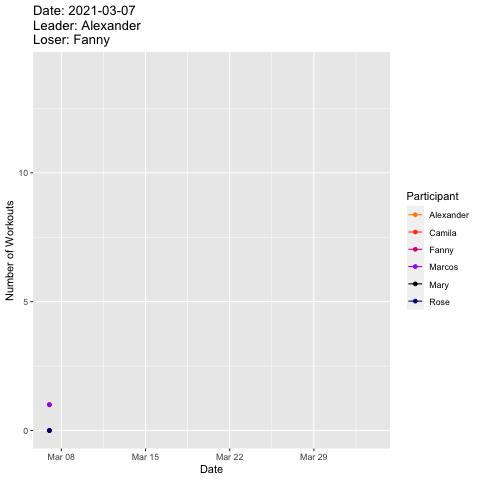 Date: 2021-03-07
Leader: Alexander
Loser: Fanny
10
5
0
Number of Workouts
Mar 08
Mar 15
Mar 22
Mar 29
Date
Participant
Alexander
Camila
Fanny
Marcos
Mary
Rose